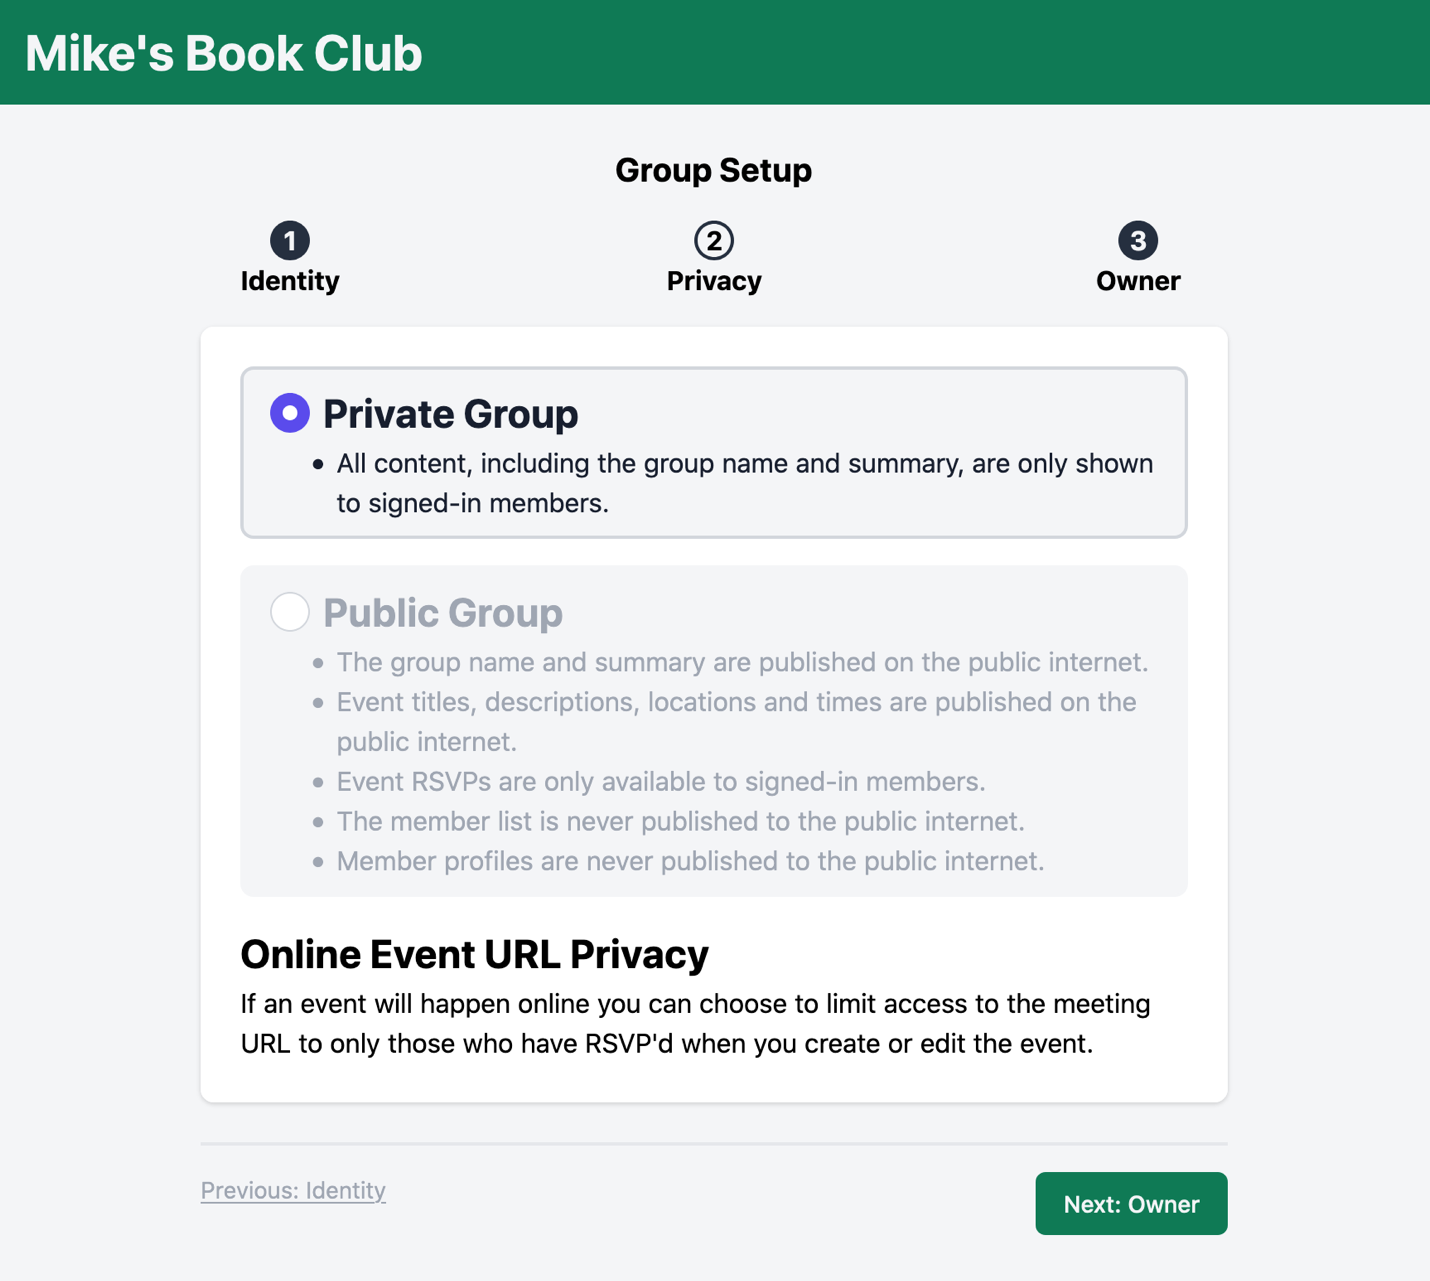 Mike's Book Club
Group Setup
1
Identity
2
Privacy
3
Owner
Private Group
• All content, including the group name and summary, are only shown
to signed-in members.
Public Group
• The group name and summary are published on the public internet.
• Event titles, descriptions, locations and times are published on the
public internet.
• Event RSVPs are only available to signed-in members.
• The member list is never published to the public internet.
• Member profiles are never published to the public internet.
Online Event URL Privacy
If an event will happen online you can choose to limit access to the meeting
URL to only those who have RSVP'd when you create or edit the event.
Previous: Identity
Next: Owner